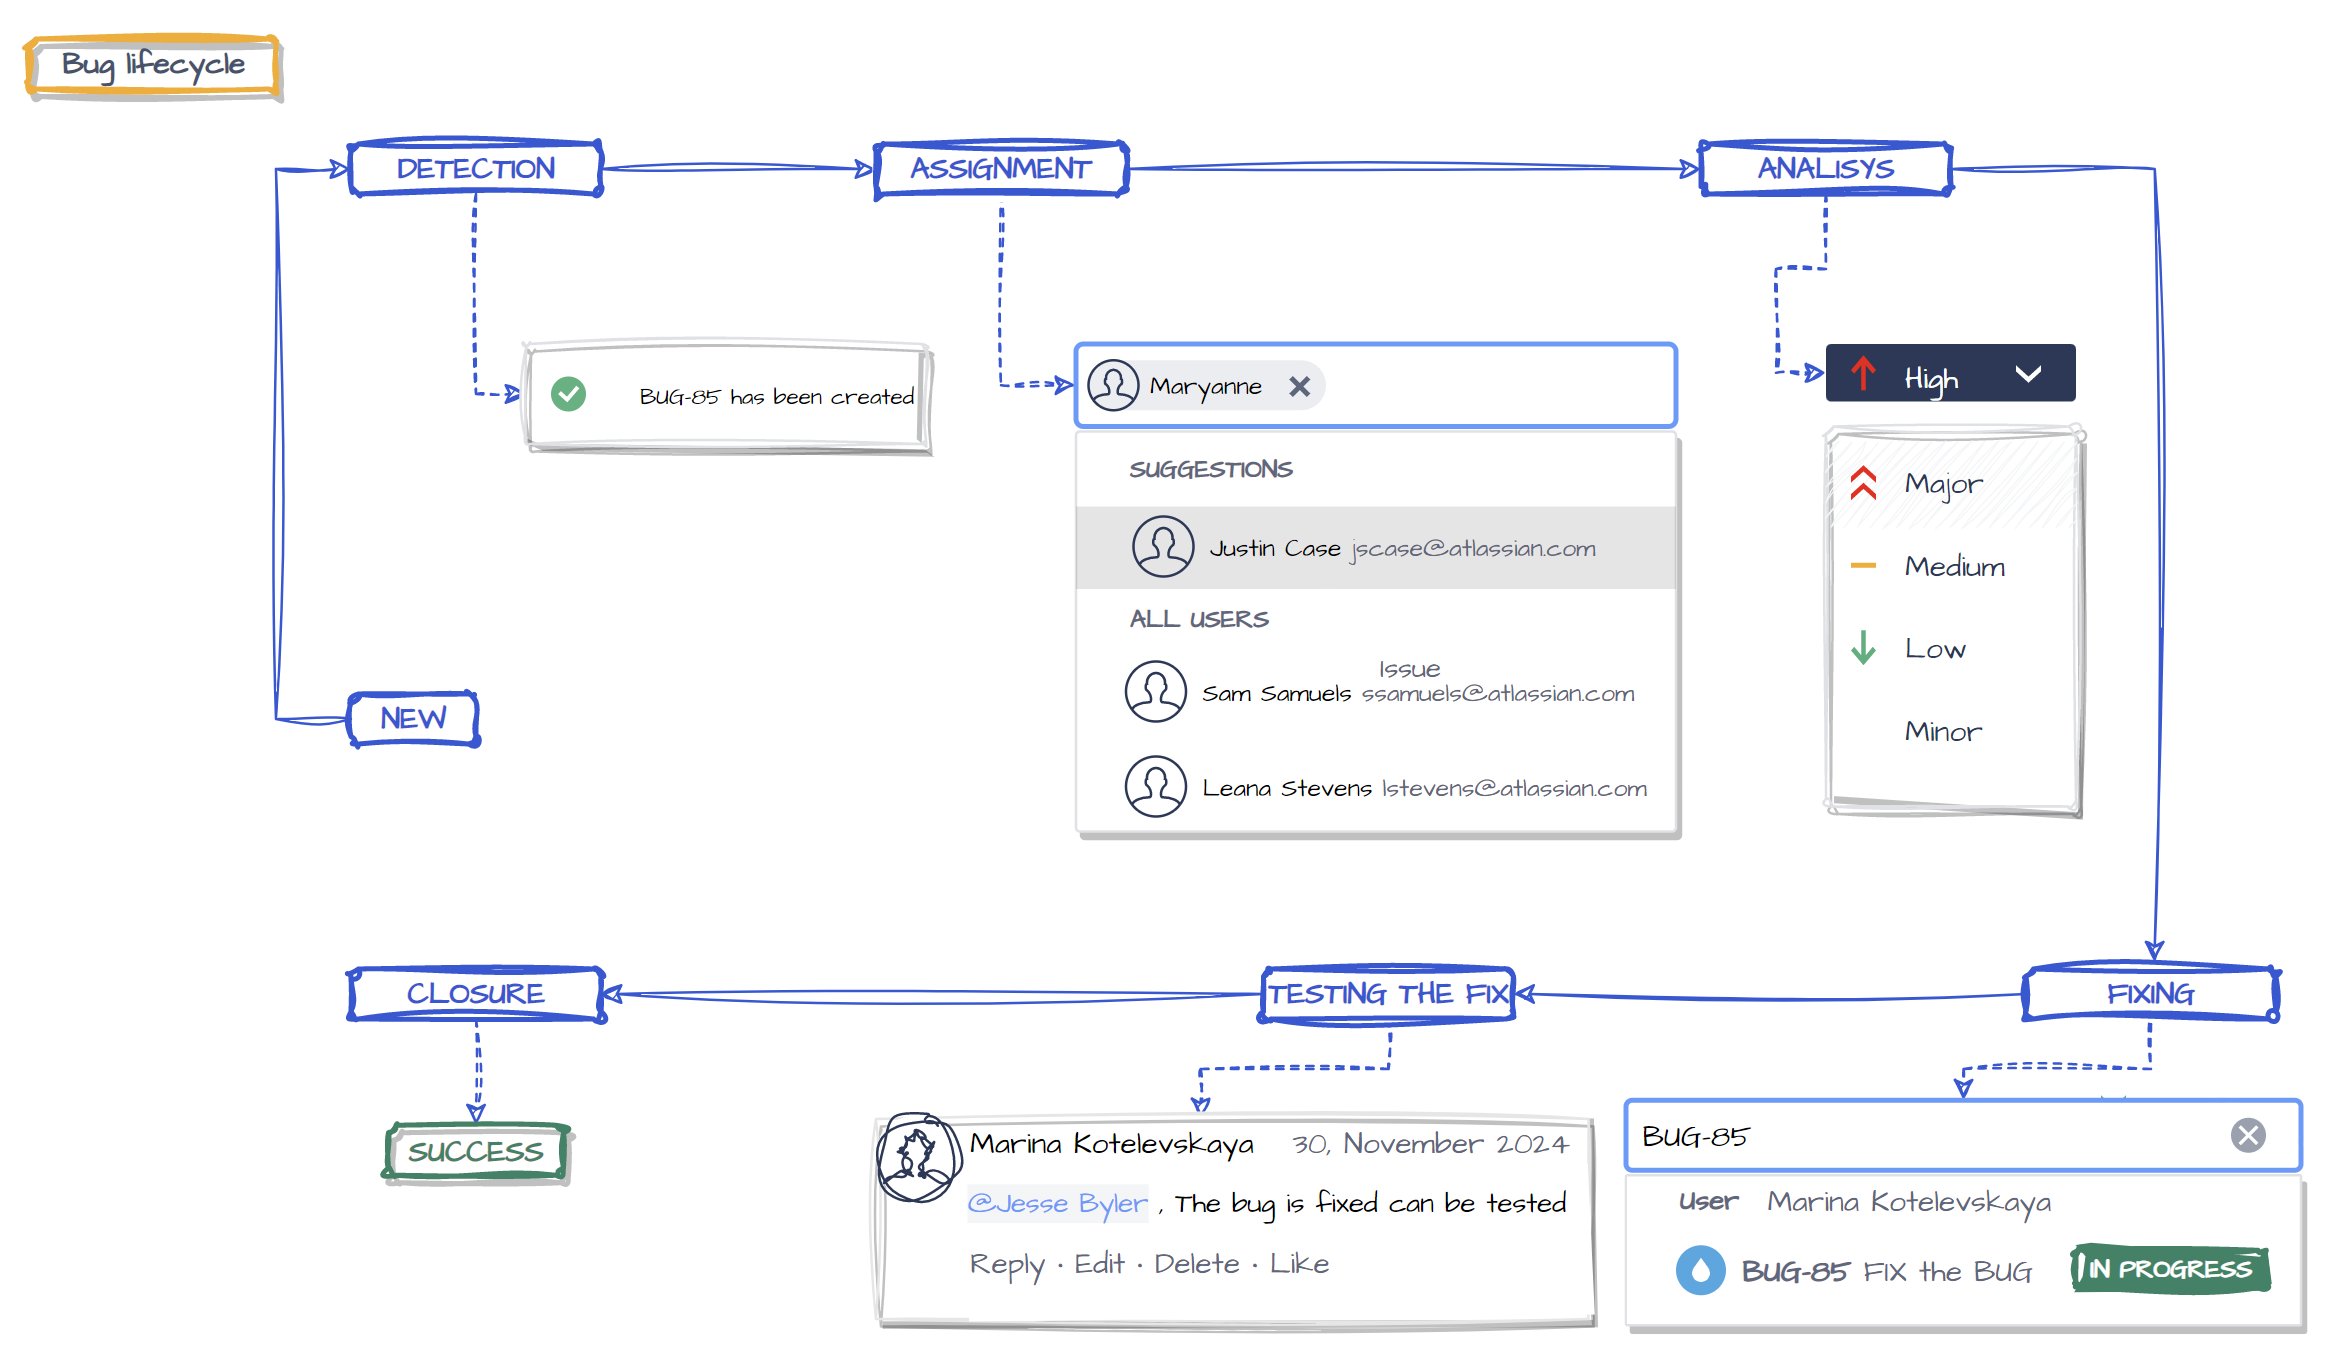 Bug lifecycle
DETECTION
ASSIGNMENT
ANALISYS
BUG-85 has been created
Maryanne
High
SUGGESTIONS
Justin Case jscase@atlassian.com
ALL USERS
Issue
Sam Samuels ssamuels@atlassian.com
Leana Stevens lstevens@atlassian.com
Major
Medium
Low
Minor
NEW
CLOSURE
TESTING THE FIX
FIXING
SUCCESS
Marina Kotelevskaya 30, November 2024
@Jesse Byler , The bug is fixed can be tested
Reply · Edit · Delete · Like
BUG-85
User Marina Kotelevskaya
BUG-85 FIX the BUG IN PROGRESS